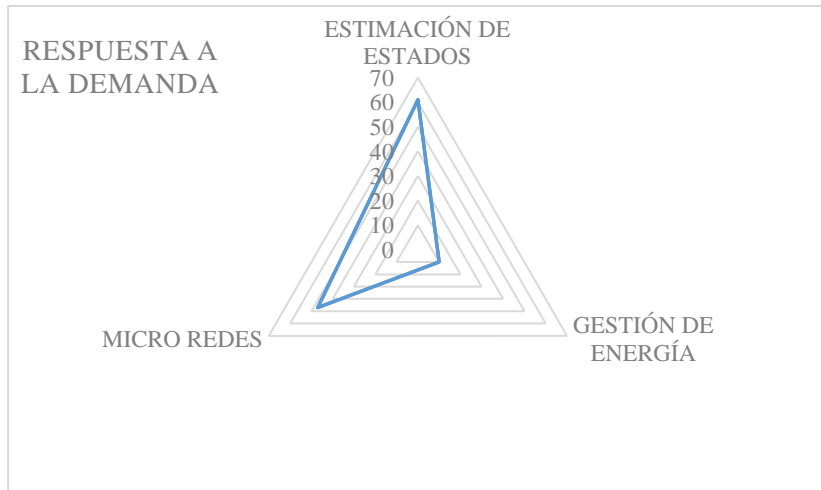 RESPUESTA A
LA DEMANDA
ESTIMACIÓN DE
ESTADOS
70
60
50
40
30
20
10
0
MICRO REDES
GESTIÓN DE
ENERGÍA